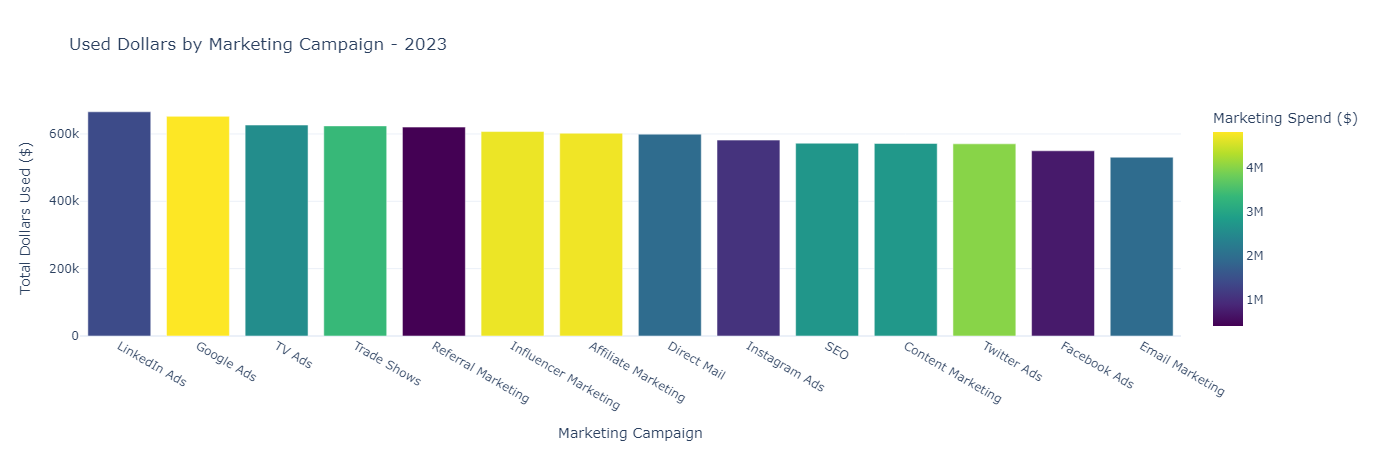 Used Dollars by Marketing Campaign - 2023
Total Dollars Used ($)
600k
400k
200k
0
LinkedIn Ads
Google Ads
TV Ads
Trade Shows
Referral Marketing
Influencer Marketing
Affiliate Marketing
Direct Mail
Instagram Ads
SEO
Content Marketing
Twitter Ads
Facebook Ads
Email Marketing
Marketing Campaign
Marketing Spend ($)
4M
3M
2M
1M